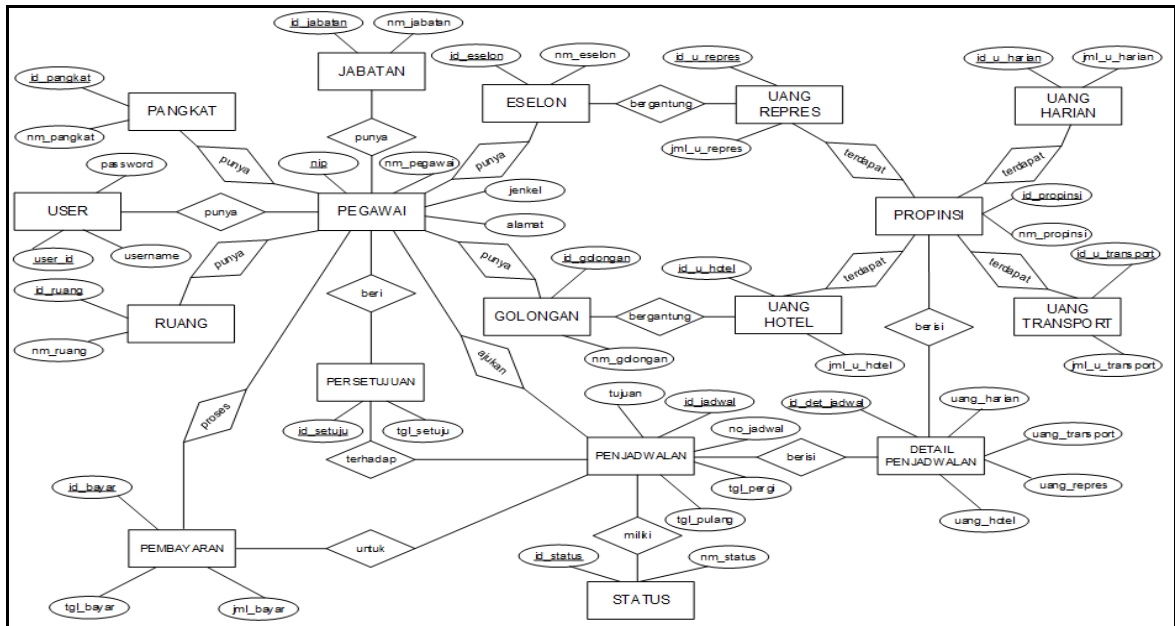 id_jabatan
nm_jabatan
JABATAN
id_pangkat
nm_pangkat
PANGKAT
punya
id_eselon
nm_eselon
ESELON
bergantung
id_u_repres
UANG
REPRES
jml_u_repres
id_u_harian
jml_u_harian
UANG
HARIAN
punya
punya
terdapat
terdapat
password
USER
user_id
username
punya
nip
nm_pegawai
PEGAWAI
jenkel
alamat
PROPINSI
id_propinsi
nm_propinsi
id_ruang
RUANG
nm_ruang
punya
beri
punya
id_golongan
GOLONGAN
nm_golongan
bergantung
id_u_hotel
UANG
HOTEL
jml_u_hotel
terdapat
terdapat
id_u_transport
UANG
TRANSPORT
jml_u_transport
berisi
ajukan
PERSETUJUAN
id_setuju
tgl_setuju
proses
terhadap
tujuan
id_jadwal
no_jadwal
PENJADWALAN
tgl_pergi
tgl_pulang
berisi
id_det_jadwal
uang_harian
DETAIL
PENJADWALAN
uang_transport
uang_repres
uang_hotel
id_bayar
PEMBAYARAN
tgl_bayar
jml_bayar
untuk
miliki
id_status
nm_status
STATUS